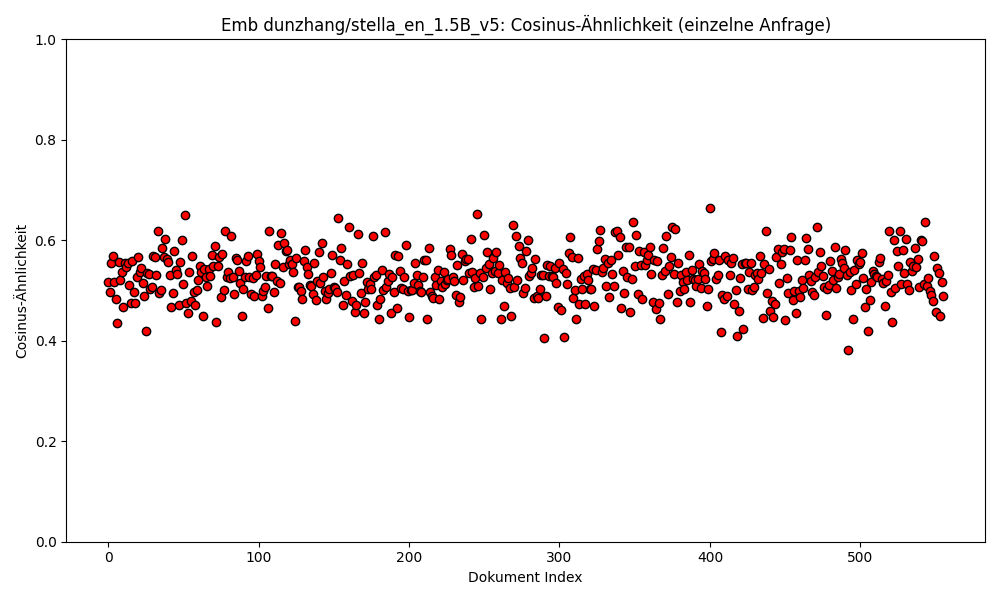 Emb dunzhang/stella_en_1.5B_v5: Cosinus-Ähnlichkeit (einzelne Anfrage)
1.0
0.8
0.6
0.4
0.2
0.0
Cosinus-Ähnlichkeit
0 100 200 300 400 500
Dokument Index